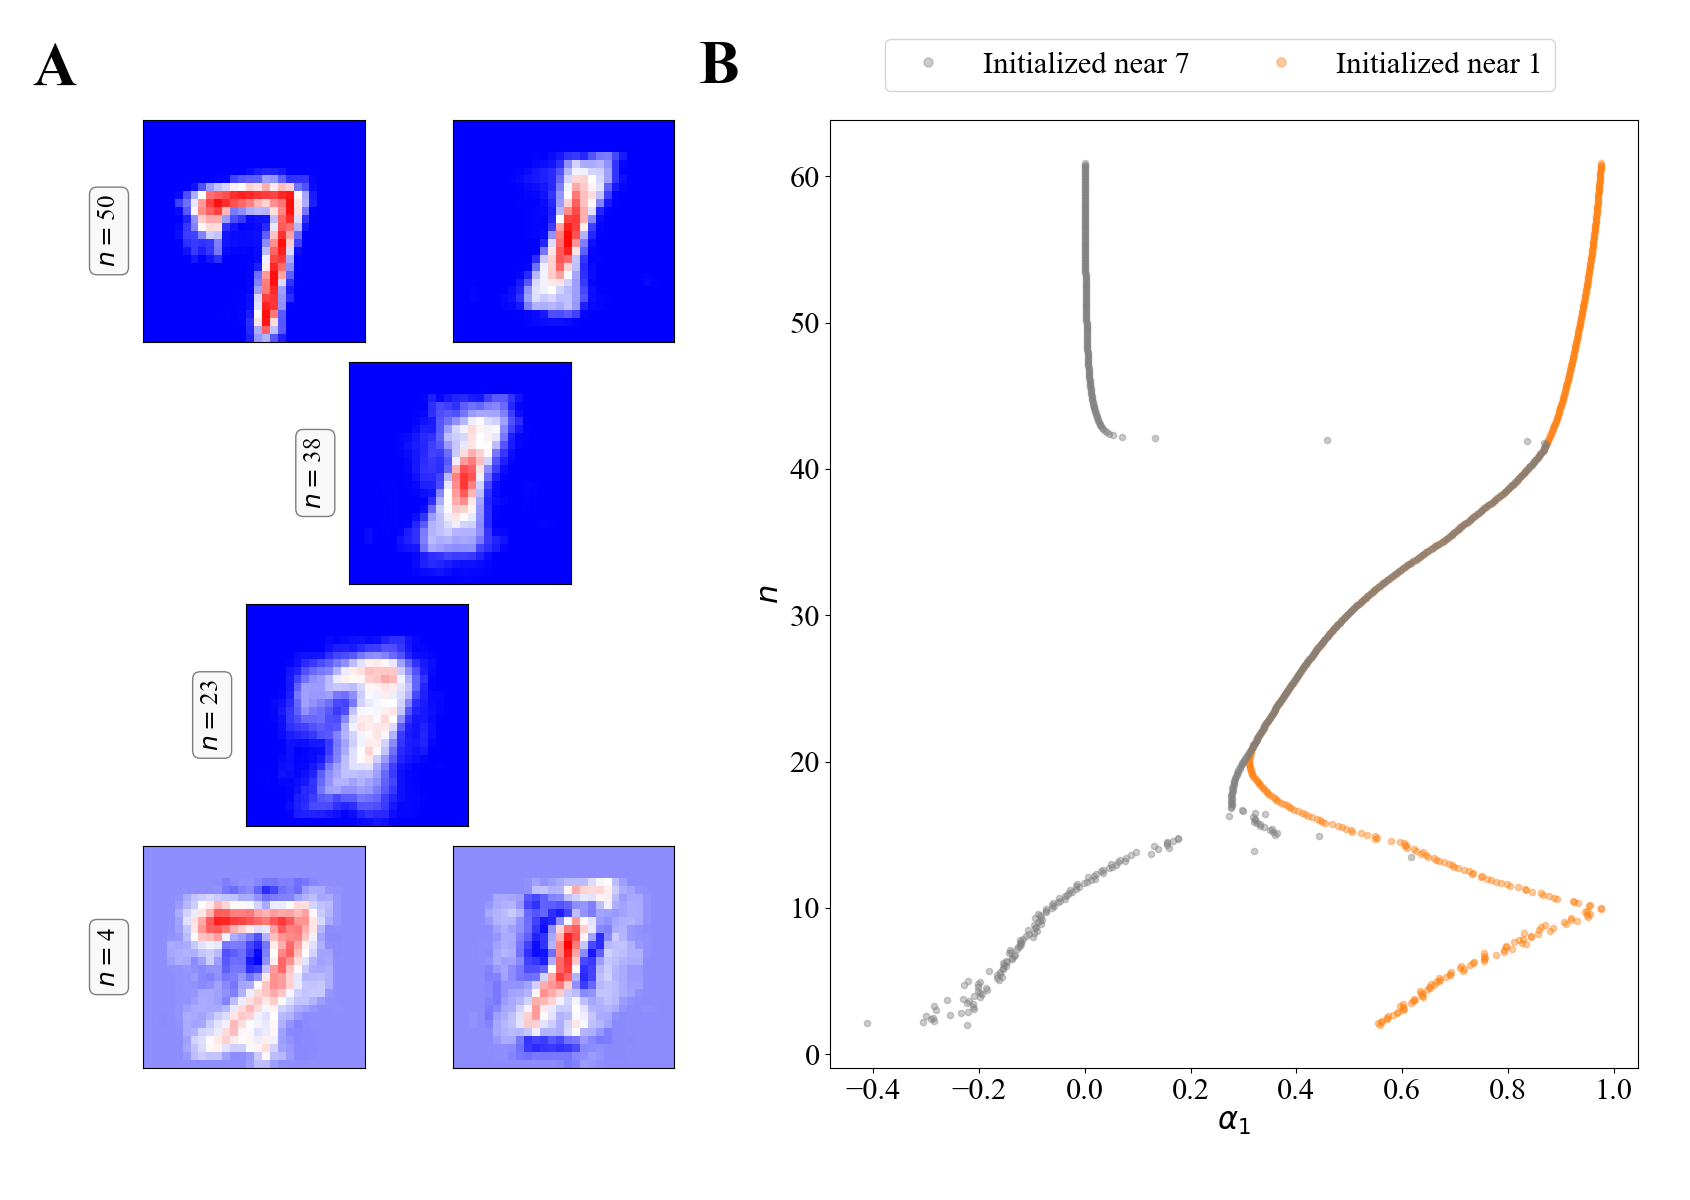 A
B
Initialized near 7
Initialized near 1
n = 50
n = 38
n = 23
n = 4
60
50
40
30
20
10
0
n
−0.4
−0.2
0.0
0.2
0.4
0.6
0.8
1.0
α₁